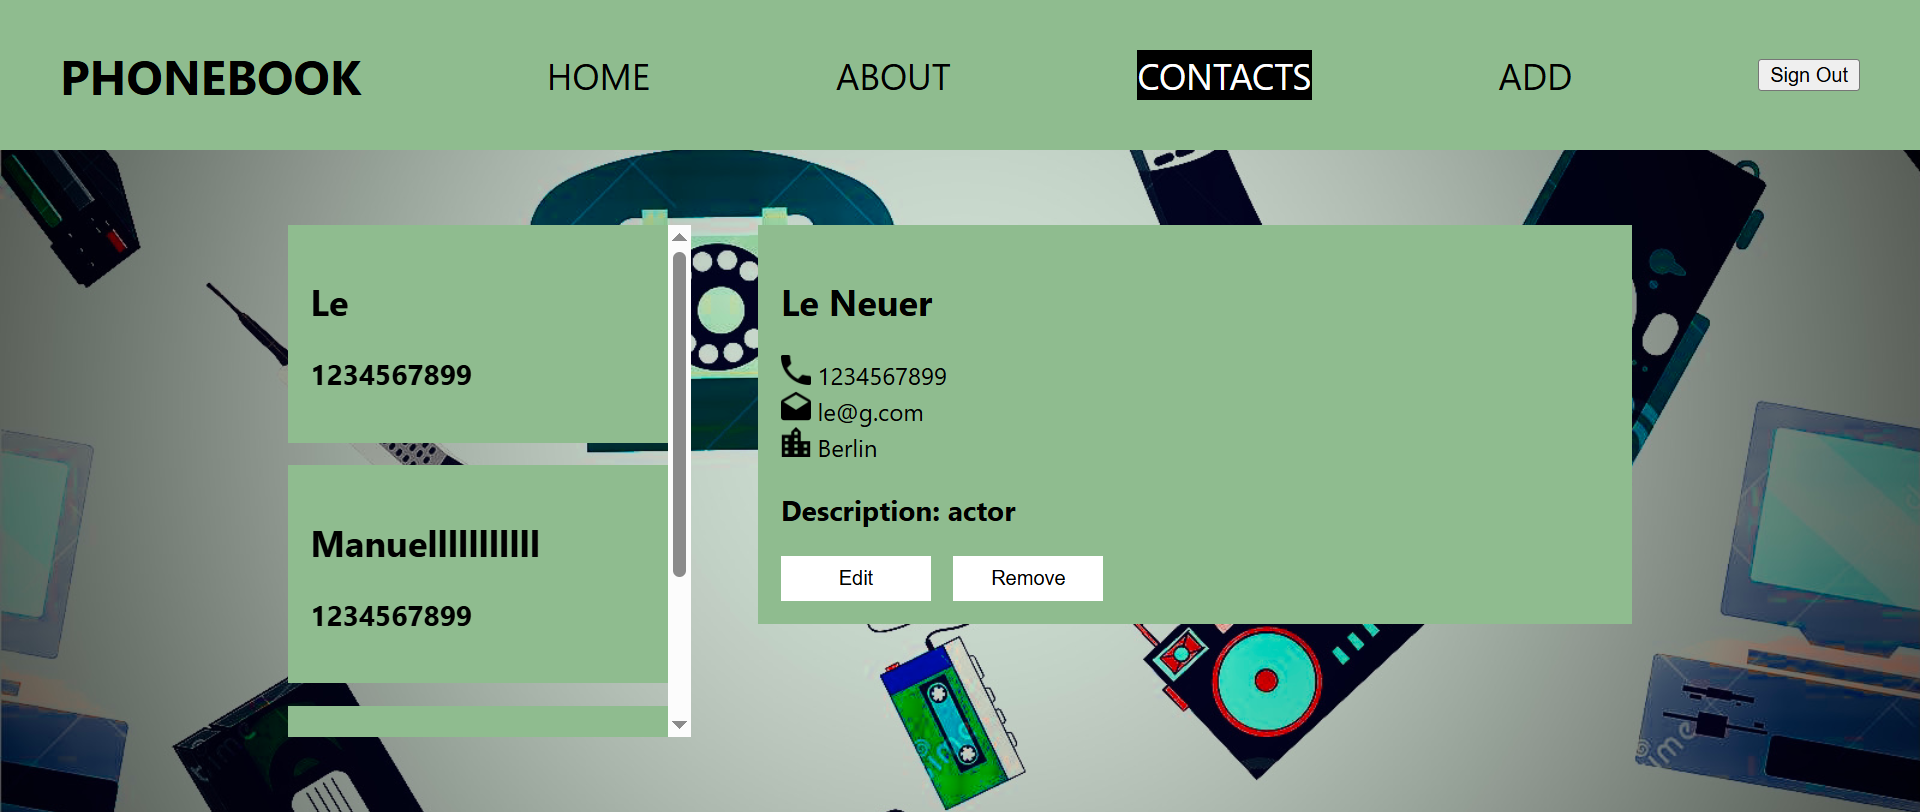 PHONEBOOK HOME ABOUT CONTACTS ADD Sign Out
Le
1234567899
Manuelllllllllll
1234567899
Le Neuer
1234567899
le@g.com
Berlin
Description: actor
Edit Remove